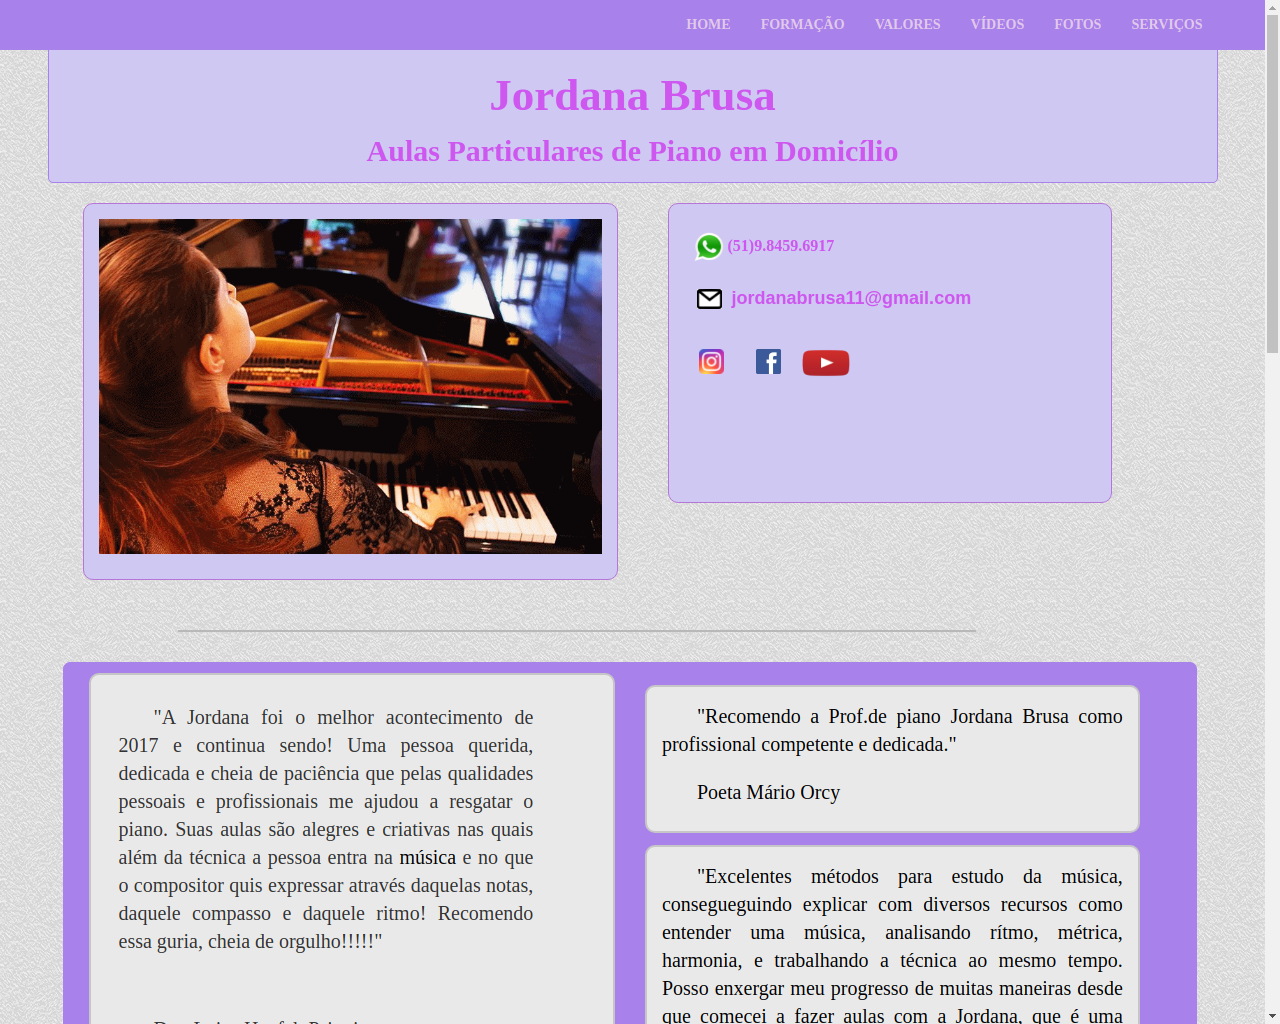 HOME FORMAÇÃO VALORES VÍDEOS FOTOS SERVIÇOS
Jordana Brusa
Aulas Particulares de Piano em Domicílio
(51)9.8459.6917
jordanabrusa11@gmail.com
"A Jordana foi o melhor acontecimento de
2017 e continua sendo! Uma pessoa querida,
dedicada e cheia de paciência que pelas qualidades
pessoais e profissionais me ajudou a resgatar o
piano. Suas aulas são alegres e criativas nas quais
além da técnica a pessoa entra na música e no que
o compositor quis expressar através daquelas notas,
daquele compasso e daquele ritmo! Recomendo
essa guria, cheia de orgulho!!!!!"
"Recomendo a Prof.de piano Jordana Brusa como
profissional competente e dedicada."
Poeta Mário Orcy
"Excelentes métodos para estudo da música,
consegueguindo explicar com diversos recursos como
entender uma música, analisando rítmo, métrica,
harmonia, e trabalhando a técnica ao mesmo tempo.
Posso enxergar meu progresso de muitas maneiras desde
que comecei a fazer aulas com a Jordana, que é uma